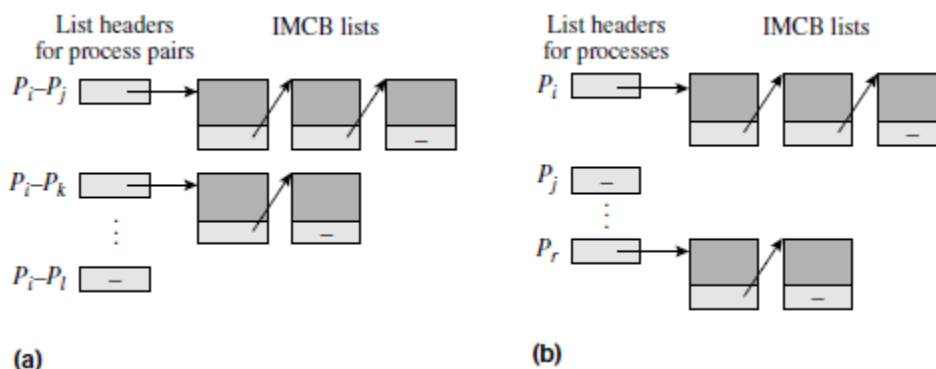 List headers
for process pairs
IMCB lists
Pi–Pj
–
Pi–Pk
–
⋮
Pi–Pl
–
(a)
List headers
for processes
IMCB lists
Pi
–
Pj
–
⋮
Pr
–
(b)